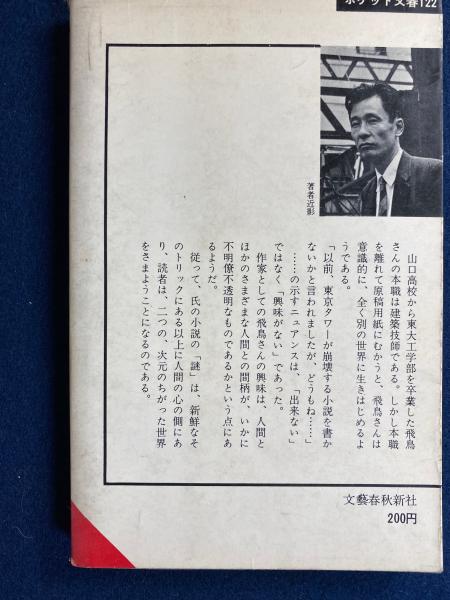 ポケット文春122
著者近影
山口高校から東大工学部を卒業した飛鳥
さんの本職は建築技師である。しかし本職
を離れて原稿用紙にむかうと、飛鳥さんは
意識的に、全く別の世界に生きはじめるよ
うである。
「以前、東京タワーが崩壊する小説を書か
ないかと言われましたが、どうもね……」
……の示すニュアンスは、「出来ない」
ではなく「興味がない」であった。
作家としての飛鳥さんの興味は、人間と
ほかのさまざまな人間との間柄が、いかに
不明僚不透明なものであるかという点にあ
るようだ。
従って、氏の小説の「謎」は、新鮮なそ
のトリックにある以上に人間の心の側にあ
り、読者は、二つの、次元のちがった世界
をさまようことになるのである。
文藝春秋新社
200円